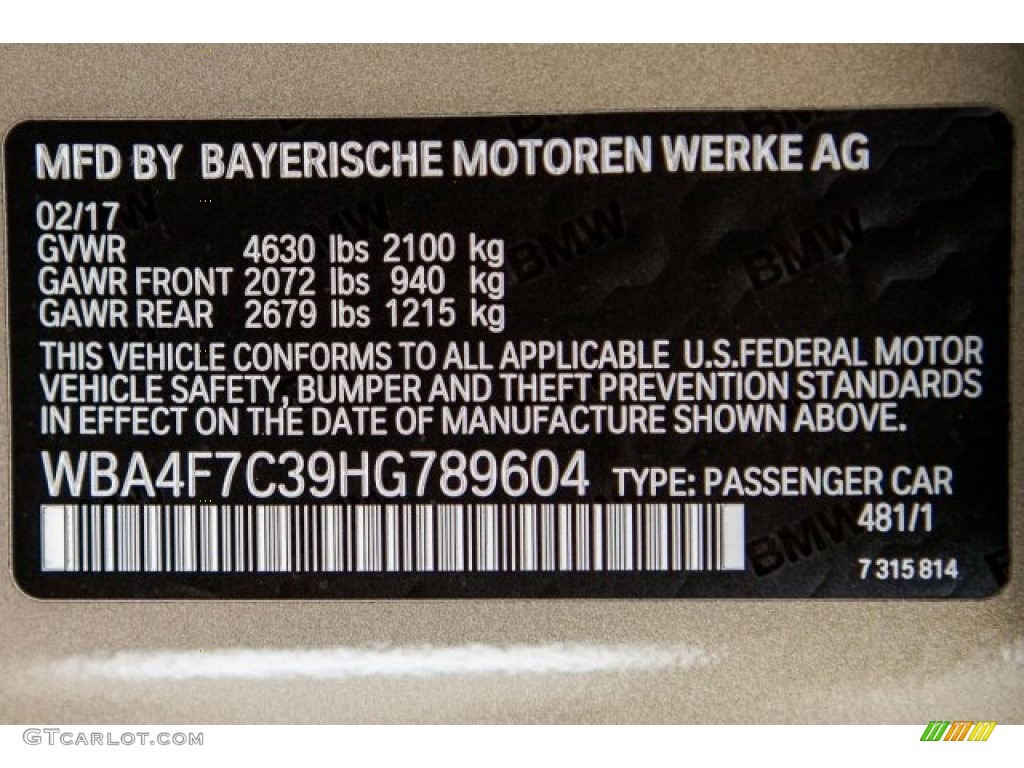 MFD BY BAYERISCHE MOTOREN WERKE AG
02/17
GVWR 4630 lbs 2100 kg
GAWR FRONT 2072 lbs 940 kg
GAWR REAR 2679 lbs 1215 kg
THIS VEHICLE CONFORMS TO ALL APPLICABLE U.S.FEDERAL MOTOR
VEHICLE SAFETY, BUMPER AND THEFT PREVENTION STANDARDS
IN EFFECT ON THE DATE OF MANUFACTURE SHOWN ABOVE.
WBA4F7C39HG789604 TYPE: PASSENGER CAR
481/1
7 315 814
BMW BMW
BMW
GTCARLOT.COM